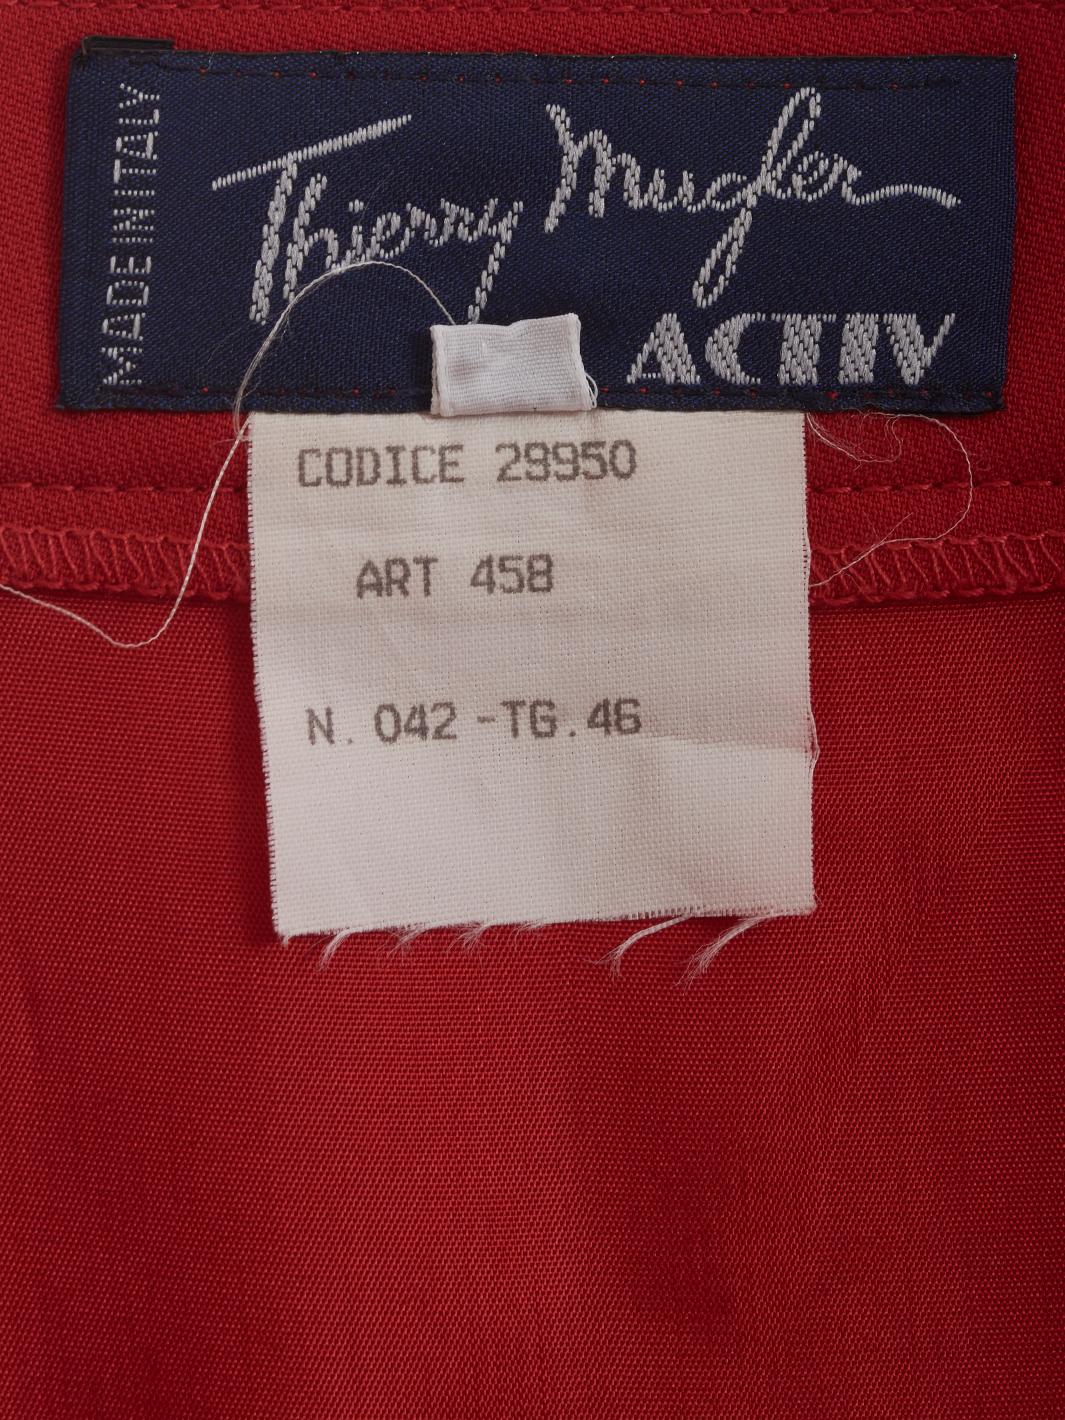 MADE IN ITALY
Thierry Mugler
ACTIV
CODICE 29950
ART 458
N. 042 - TG. 46